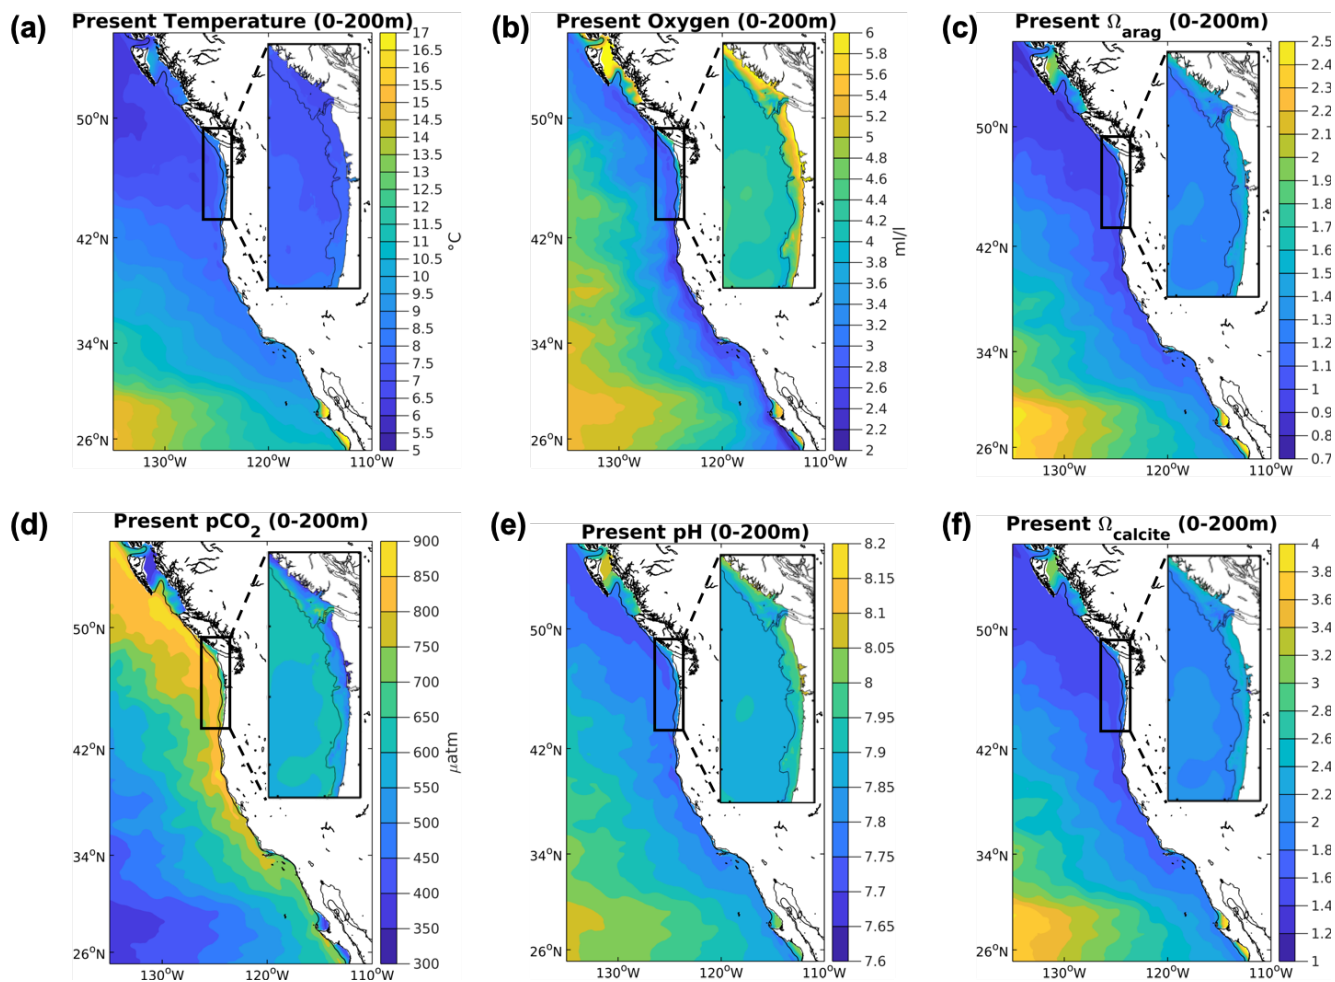 (a)
Present Temperature (0-200m)
50°N
42°N
34°N
26°N
130°W
120°W
110°W
17
16.5
16
15.5
15
14.5
14
13.5
13
12.5
12
11.5
11
10.5
10
9.5
9
8.5
8
7.5
7
6.5
6
5.5
5
°C
(b)
Present Oxygen (0-200m)
50°N
42°N
34°N
26°N
130°W
120°W
110°W
6
5.8
5.6
5.4
5.2
5
4.8
4.6
4.4
4.2
4
3.8
3.6
3.4
3.2
3
2.8
2.6
2.4
2.2
2
ml/l
(c)
Present Ωarag (0-200m)
50°N
42°N
34°N
26°N
130°W
120°W
110°W
2.5
2.4
2.3
2.2
2.1
2
1.9
1.8
1.7
1.6
1.5
1.4
1.3
1.2
1.1
1
0.9
0.8
0.7
(d)
Present pCO2 (0-200m)
50°N
42°N
34°N
26°N
130°W
120°W
110°W
900
850
800
750
700
650
600
550
500
450
400
350
300
μatm
(e)
Present pH (0-200m)
50°N
42°N
34°N
26°N
130°W
120°W
110°W
8.2
8.15
8.1
8.05
8
7.95
7.9
7.85
7.8
7.75
7.7
7.65
7.6
(f)
Present Ωcalcite (0-200m)
50°N
42°N
34°N
26°N
130°W
120°W
110°W
4
3.8
3.6
3.4
3.2
3
2.8
2.6
2.4
2.2
2
1.8
1.6
1.4
1.2
1